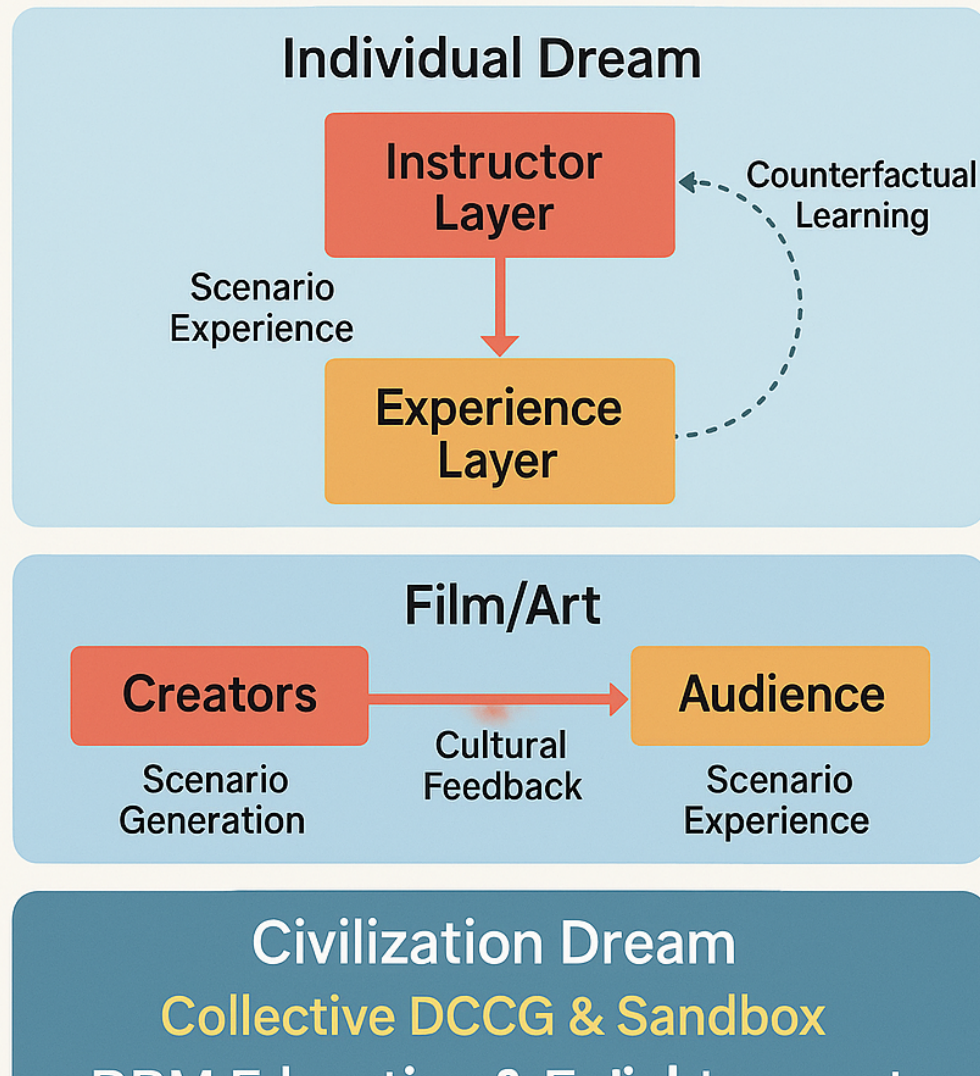 Individual Dream
Instructor
Layer
Counterfactual
Learning
Scenario
Experience
Experience
Layer
Film/Art
Creators
Audience
Cultural
Feedback
Scenario
Generation
Scenario
Experience
Civilization Dream
Collective DCCG & Sandbox